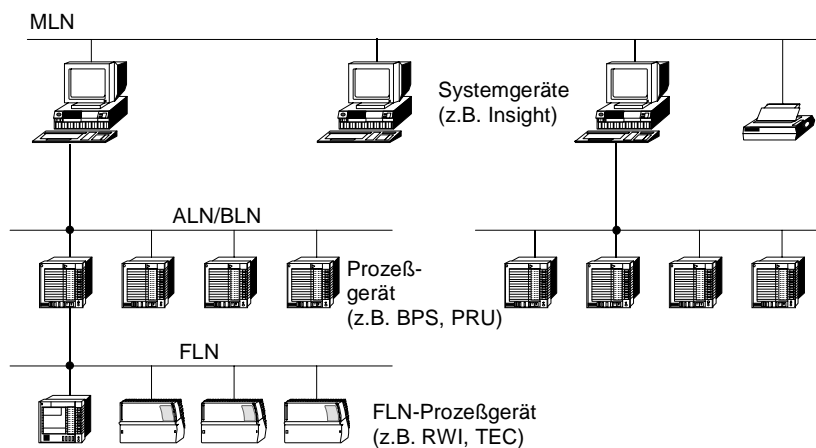 MLN
Systemgeräte
(z.B. Insight)
ALN/BLN
Prozeß-
gerät
(z.B. BPS, PRU)
FLN
FLN-Prozeßgerät
(z.B. RWI, TEC)